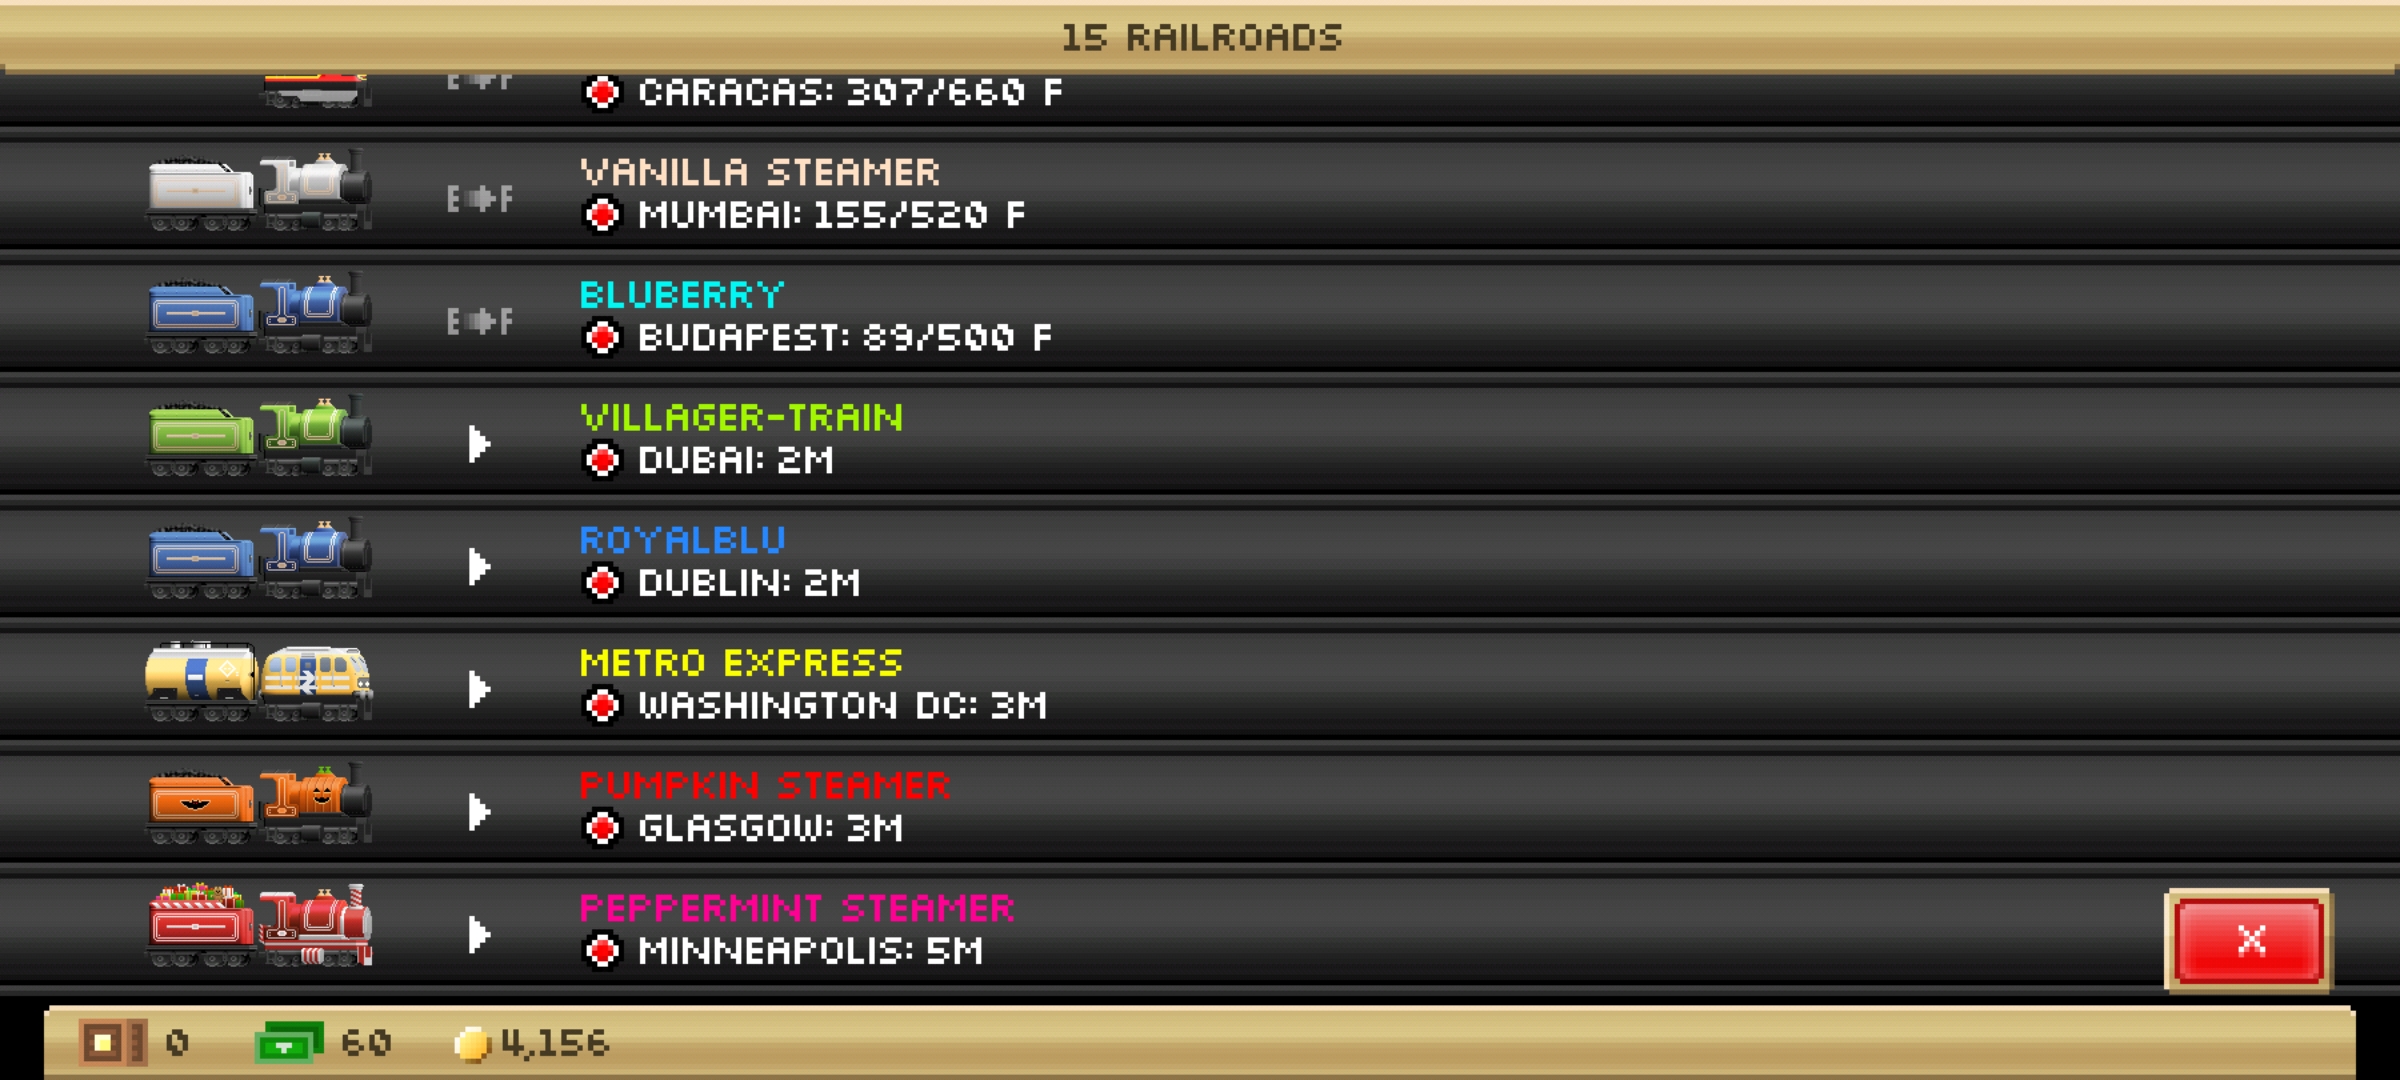 15 RAILROADS
E F CARACAS: 307/660 F
VANILLA STEAMER
E F MUMBAI: 155/520 F
BLUBERRY
E F BUDAPEST: 89/500 F
VILLAGER-TRAIN
DUBAI: 2M
ROYALBLU
DUBLIN: 2M
METRO EXPRESS
WASHINGTON DC: 3M
PUMPKIN STEAMER
GLASGOW: 3M
PEPPERMINT STEAMER
MINNEAPOLIS: 5M
X
0 60 4,156